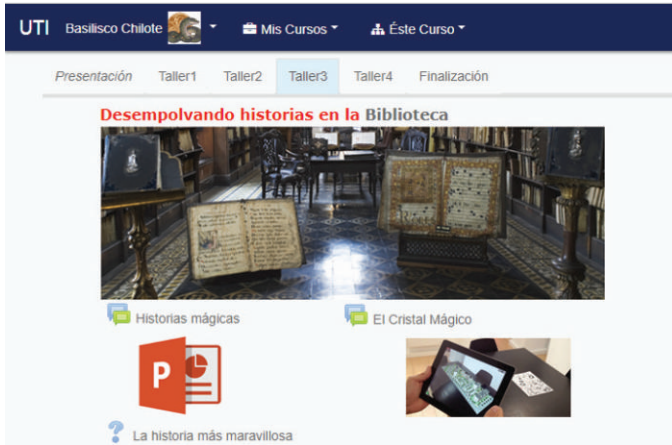 UTI Basilisco Chilote Mis Cursos Éste Curso
Presentación Taller1 Taller2 Taller3 Taller4 Finalización
Desempolvando historias en la Biblioteca
Historias mágicas El Cristal Mágico
P
La historia más maravillosa